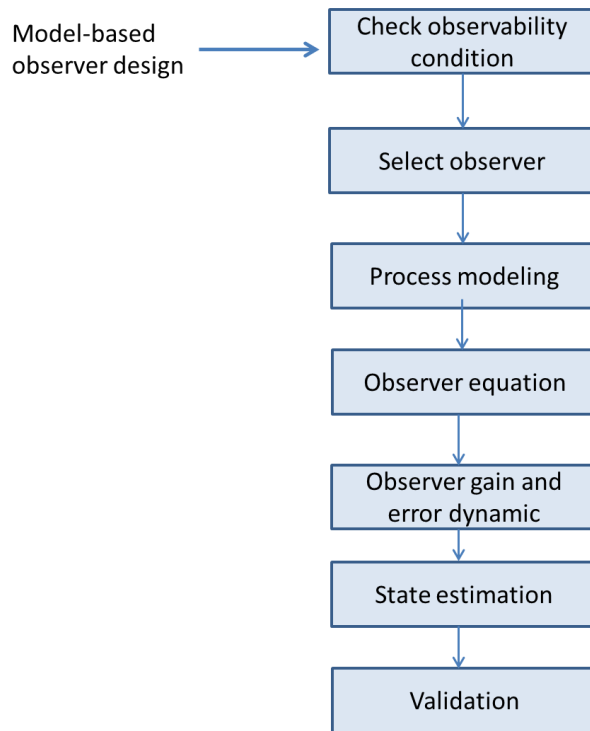 Model-based
observer design
Check observability
condition
Select observer
Process modeling
Observer equation
Observer gain and
error dynamic
State estimation
Validation